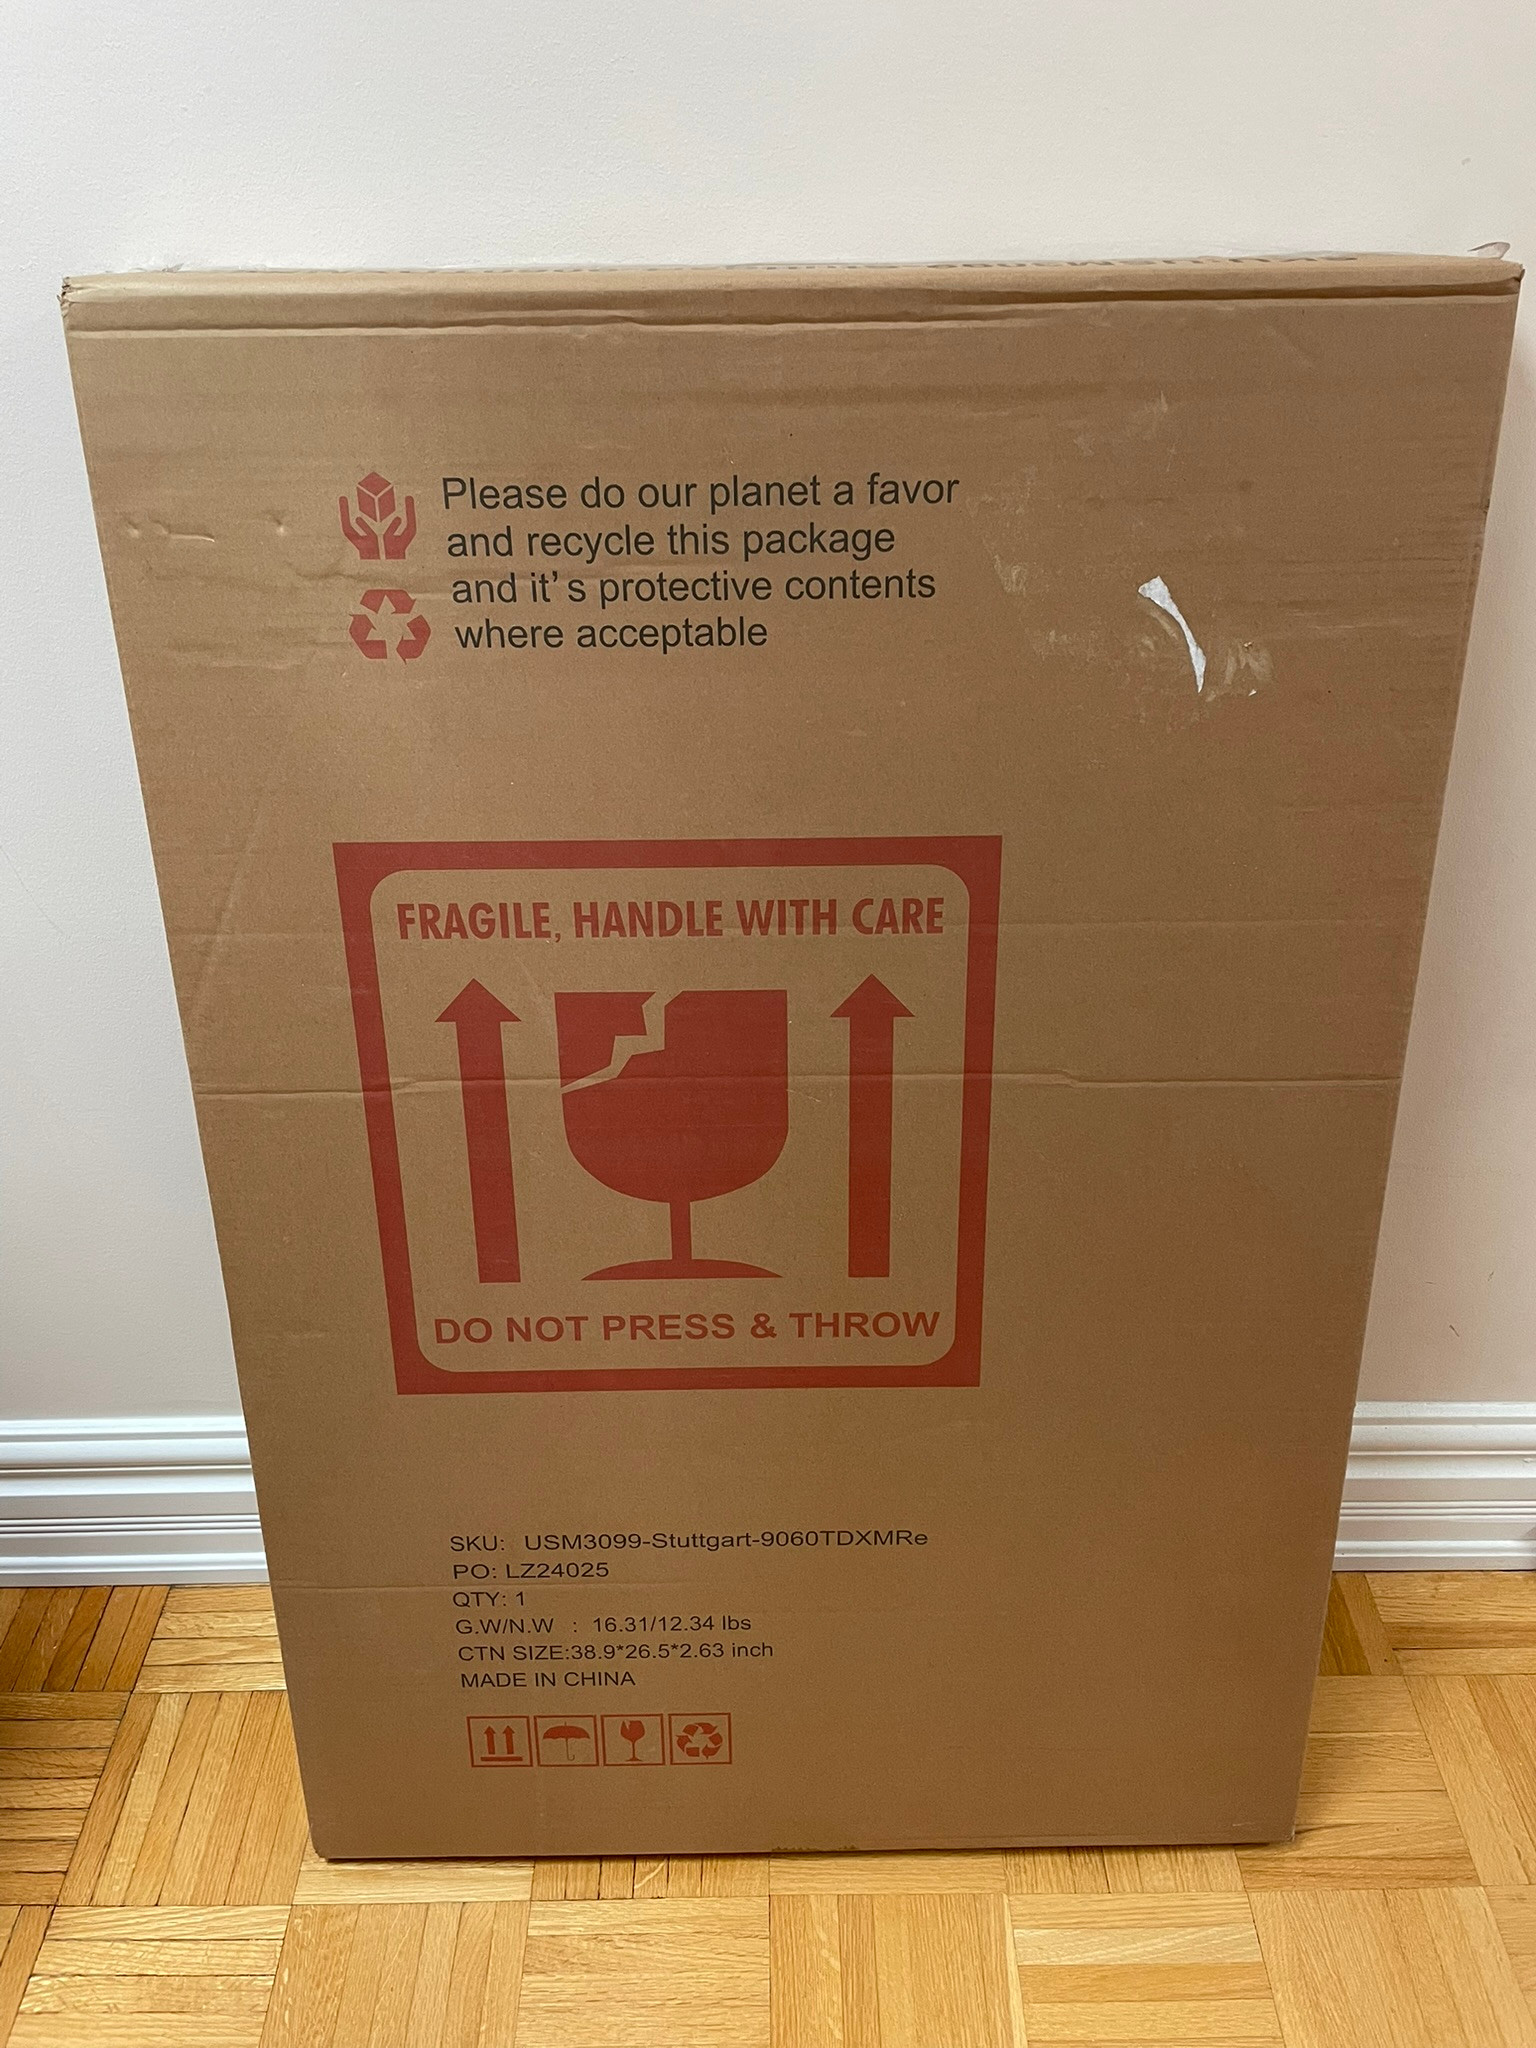 Please do our planet a favor
and recycle this package
and it's protective contents
where acceptable
FRAGILE, HANDLE WITH CARE
DO NOT PRESS & THROW
SKU: USM3099-Stuttgart-9060TDXMRe
PO: LZ24025
QTY: 1
G.W/N.W : 16.31/12.34 lbs
CTN SIZE:38.9*26.5*2.63 inch
MADE IN CHINA